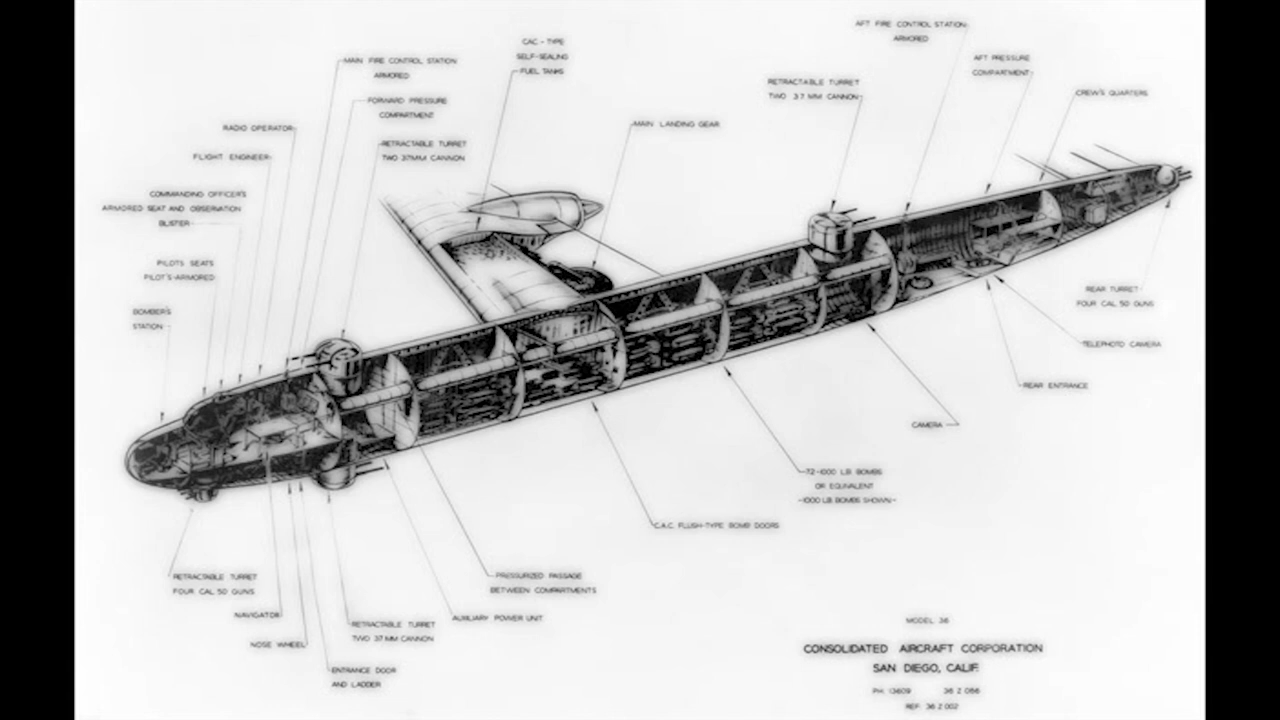 AFT FIRE CONTROL STATION
ARMORED
CAC-TYPE
SELF-SEALING
FUEL TANKS
MAIN FIRE CONTROL STATION
ARMORED
AFT PRESSURE
COMPARTMENT
RETRACTABLE TURRET
TWO 37 MM CANNON
CREW'S QUARTERS
FORWARD PRESSURE
COMPARTMENT
RADIO OPERATOR
MAIN LANDING GEAR
RETRACTABLE TURRET
TWO 37MM CANNON
FLIGHT ENGINEER
COMMANDING OFFICER'S
ARMORED SEAT AND OBSERVATION
BLISTER
PILOTS SEATS
PILOT'S-ARMORED
BOMBER'S
STATION
REAR TURRET
FOUR CAL 50 GUNS
TELEPHOTO CAMERA
REAR ENTRANCE
CAMERA
72-1000 LB BOMBS
OR EQUIVALENT
-1000 LB BOMBS SHOWN-
C.A.C. FLUSH-TYPE BOMB DOORS
RETRACTABLE TURRET
FOUR CAL 50 GUNS
PRESSURIZED PASSAGE
BETWEEN COMPARTMENTS
NAVIGATOR
AUXILIARY POWER UNIT
RETRACTABLE TURRET
TWO 37 MM CANNON
NOSE WHEEL
ENTRANCE DOOR
AND LADDER
MODEL 36
CONSOLIDATED AIRCRAFT CORPORATION
SAN DIEGO, CALIF.
PH 13609 36 Z 066
REF: 36 Z 002